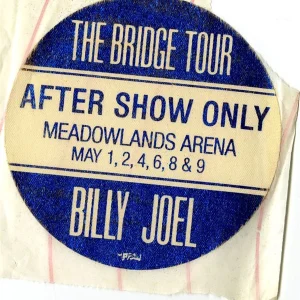 THE BRIDGE TOUR
AFTER SHOW ONLY
MEADOWLANDS ARENA
MAY 1, 2, 4, 6, 8 & 9
BILLY JOEL